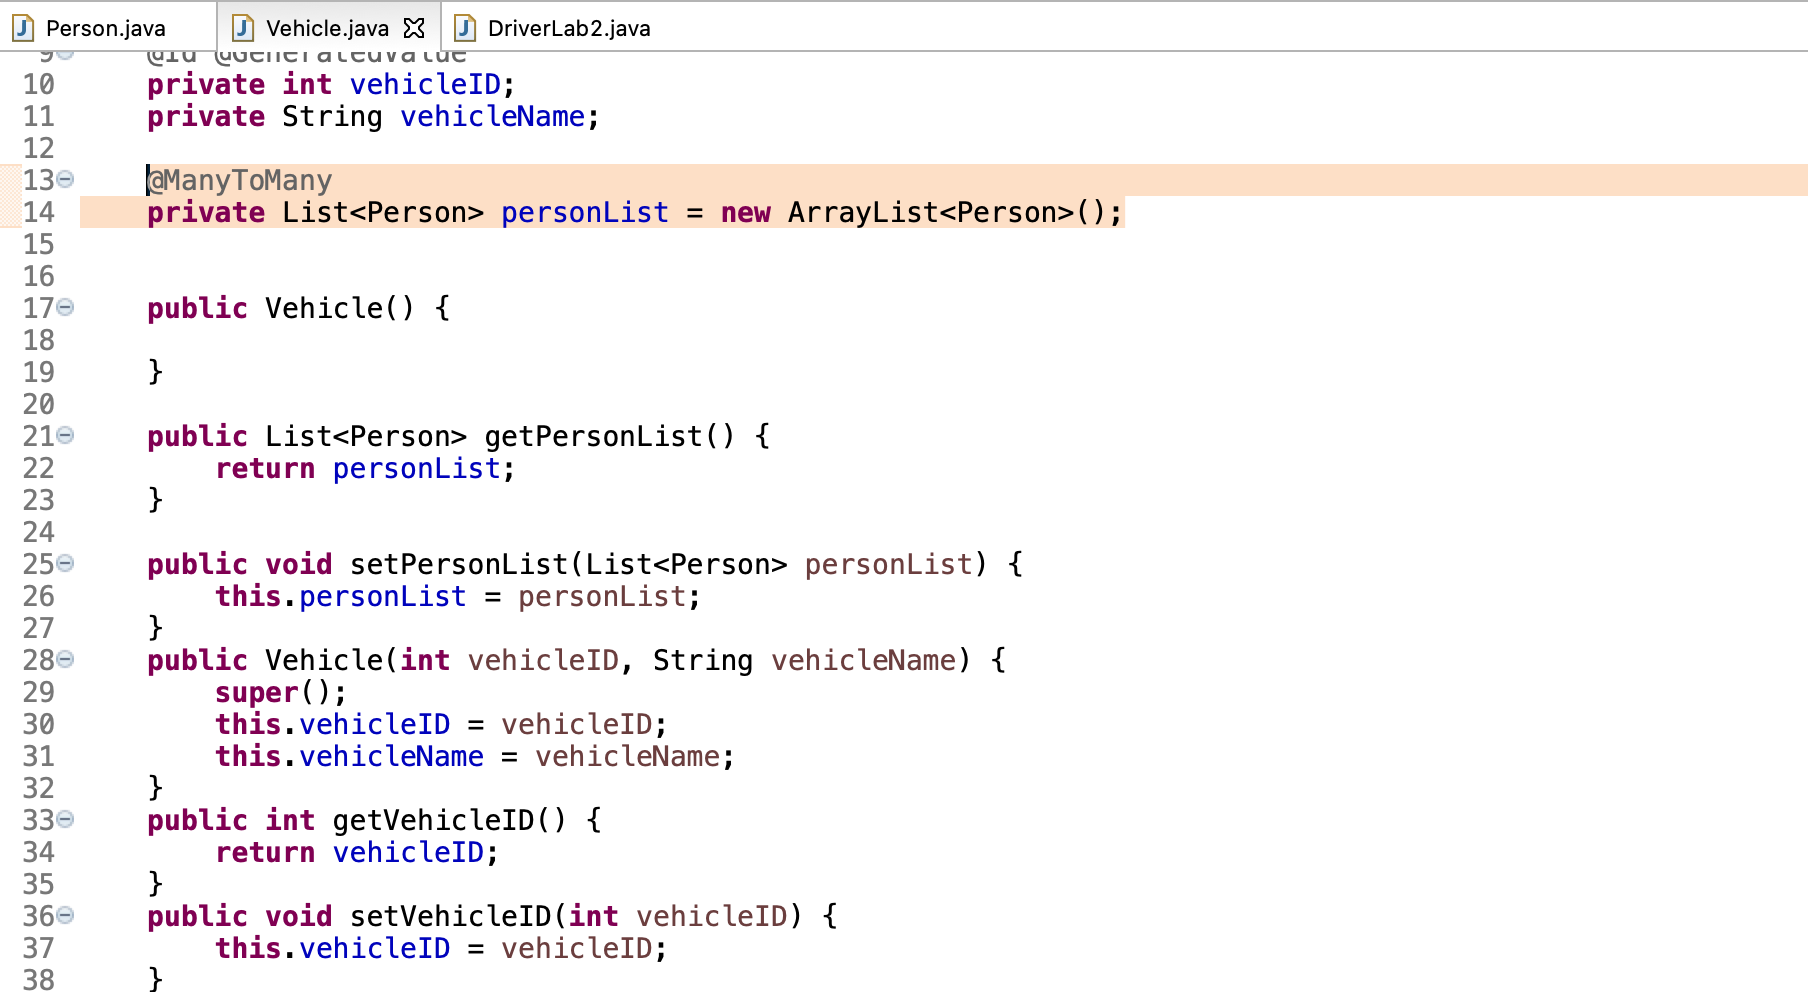 Person.java Vehicle.java DriverLab2.java
9 @Id @GeneratedValue
10 private int vehicleID;
11 private String vehicleName;
12
13 @ManyToMany
14 private List<Person> personList = new ArrayList<Person>();
15
16
17 public Vehicle() {
18
19 }
20
21 public List<Person> getPersonList() {
22 return personList;
23 }
24
25 public void setPersonList(List<Person> personList) {
26 this.personList = personList;
27 }
28 public Vehicle(int vehicleID, String vehicleName) {
29 super();
30 this.vehicleID = vehicleID;
31 this.vehicleName = vehicleName;
32 }
33 public int getVehicleID() {
34 return vehicleID;
35 }
36 public void setVehicleID(int vehicleID) {
37 this.vehicleID = vehicleID;
38 }